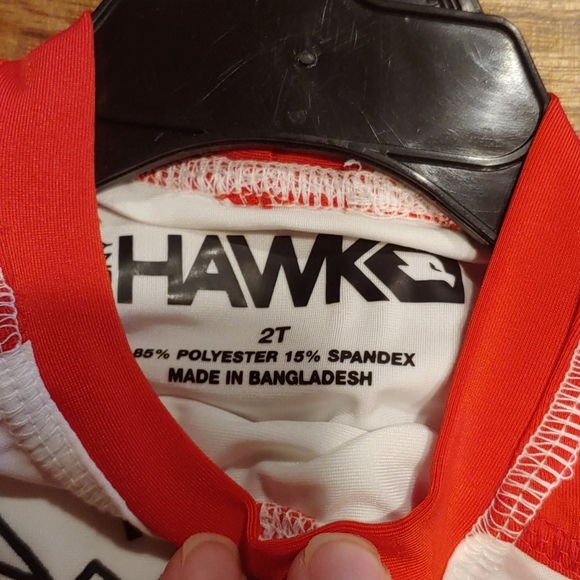 HAWK
2T
85% POLYESTER 15% SPANDEX
MADE IN BANGLADESH